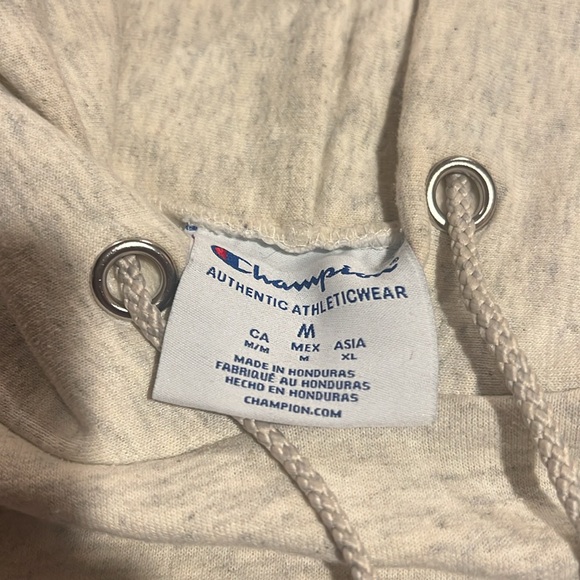 Champion
AUTHENTIC ATHLETICWEAR
M
CA MEX ASIA
M/M M XL
MADE IN HONDURAS
FABRIQUÉ AU HONDURAS
HECHO EN HONDURAS
CHAMPION.COM